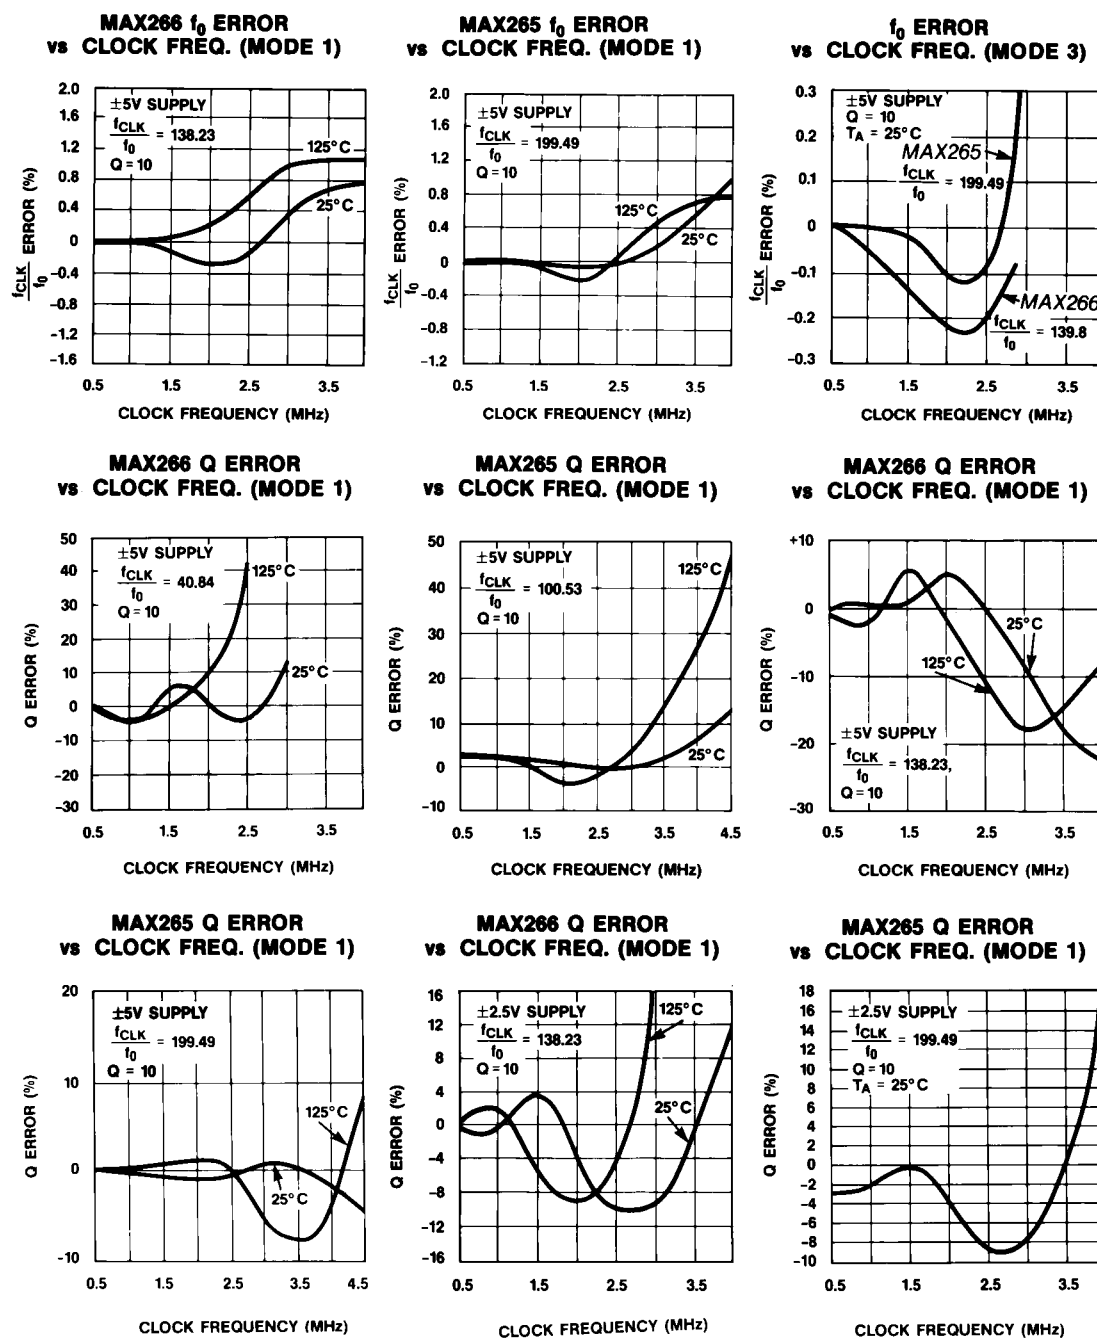 MAX266 f0 ERROR
vs CLOCK FREQ. (MODE 1)
2.0
1.6
1.2
0.8
0.4
0
-0.4
-0.8
-1.2
-1.6
fCLK/f0 ERROR (%)
±5V SUPPLY
fCLK/f0 = 138.23
Q = 10
125°C
25°C
0.5 1.5 2.5 3.5
CLOCK FREQUENCY (MHz)
MAX265 f0 ERROR
vs CLOCK FREQ. (MODE 1)
2.0
1.6
1.2
0.8
0.4
0
-0.4
-0.8
-1.2
fCLK/f0 ERROR (%)
±5V SUPPLY
fCLK/f0 = 199.49
Q = 10
125°C
25°C
0.5 1.5 2.5 3.5
CLOCK FREQUENCY (MHz)
f0 ERROR
vs CLOCK FREQ. (MODE 3)
0.3
0.2
0.1
0
-0.1
-0.2
-0.3
fCLK/f0 ERROR (%)
±5V SUPPLY
Q = 10
TA = 25°C
MAX265
fCLK/f0 = 199.49
MAX266
fCLK/f0 = 139.8
0.5 1.5 2.5 3.5
CLOCK FREQUENCY (MHz)
MAX266 Q ERROR
vs CLOCK FREQ. (MODE 1)
50
40
30
20
10
0
-10
-20
-30
Q ERROR (%)
±5V SUPPLY
fCLK/f0 = 40.84
Q = 10
125°C
25°C
0.5 1.5 2.5 3.5
CLOCK FREQUENCY (MHz)
MAX265 Q ERROR
vs CLOCK FREQ. (MODE 1)
50
40
30
20
10
0
-10
Q ERROR (%)
±5V SUPPLY
fCLK/f0 = 100.53
Q = 10
125°C
25°C
0.5 1.5 2.5 3.5 4.5
CLOCK FREQUENCY (MHz)
MAX266 Q ERROR
vs CLOCK FREQ. (MODE 1)
+10
0
-10
-20
-30
Q ERROR (%)
25°C
125°C
±5V SUPPLY
fCLK/f0 = 138.23,
Q = 10
0.5 1.5 2.5 3.5
CLOCK FREQUENCY (MHz)
MAX265 Q ERROR
vs CLOCK FREQ. (MODE 1)
20
10
0
-10
Q ERROR (%)
±5V SUPPLY
fCLK/f0 = 199.49
Q = 10
125°C
25°C
0.5 1.5 2.5 3.5 4.5
CLOCK FREQUENCY (MHz)
MAX266 Q ERROR
vs CLOCK FREQ. (MODE 1)
16
12
8
4
0
-4
-8
-12
-16
Q ERROR (%)
±2.5V SUPPLY
fCLK/f0 = 138.23
Q = 10
125°C
25°C
0.5 1.5 2.5 3.5
CLOCK FREQUENCY (MHz)
MAX265 Q ERROR
vs CLOCK FREQ. (MODE 1)
18
16
14
12
10
8
6
4
2
0
-2
-4
-6
-8
-10
Q ERROR (%)
±2.5V SUPPLY
fCLK/f0 = 199.49
Q = 10
TA = 25°C
0.5 1.5 2.5 3.5
CLOCK FREQUENCY (MHz)